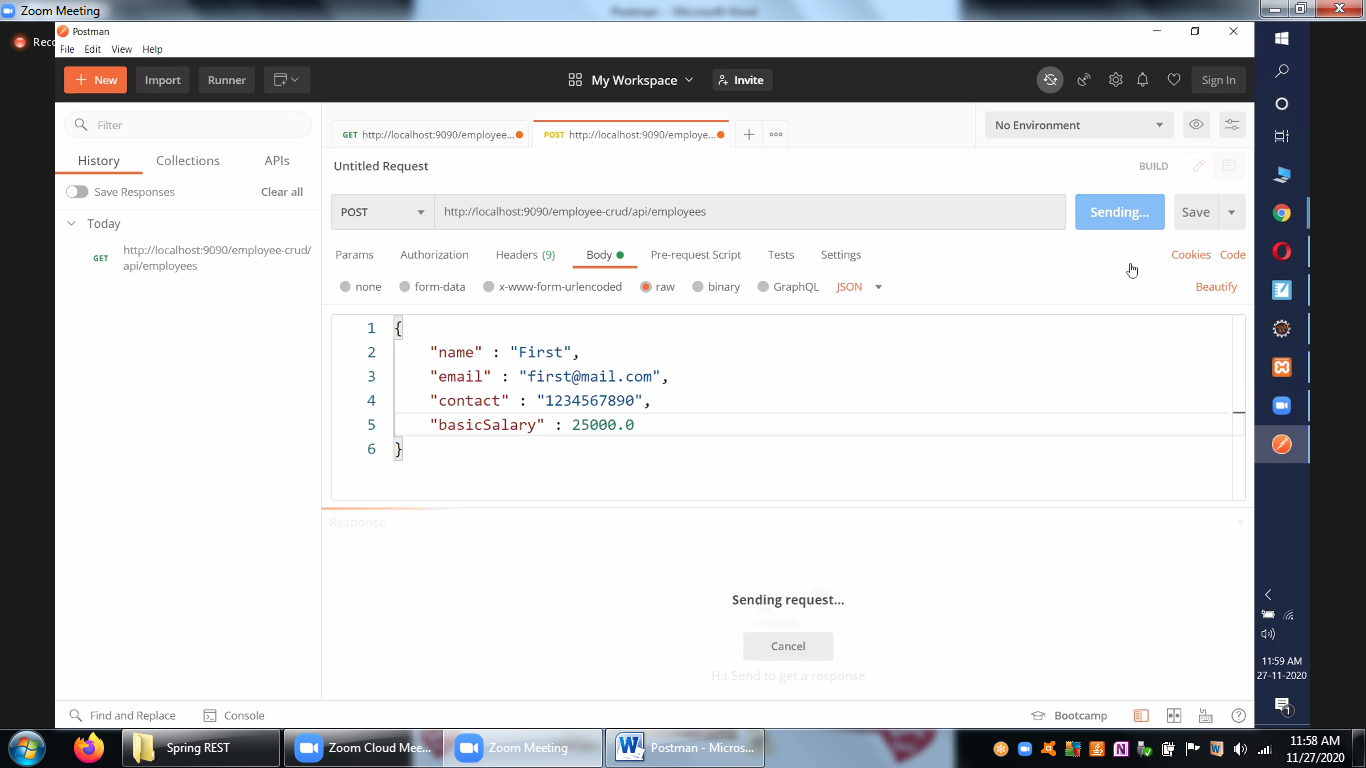 Zoom Meeting
Postman - Microsoft Word
Postman
File Edit View Help
New Import Runner My Workspace Invite Sign In
Filter
GET http://localhost:9090/employee... POST http://localhost:9090/employe... No Environment
History Collections APIs
Untitled Request BUILD
Save Responses Clear all
POST http://localhost:9090/employee-crud/api/employees Sending... Save
Today
GET http://localhost:9090/employee-crud/
api/employees
Params Authorization Headers (9) Body Pre-request Script Tests Settings Cookies Code
none form-data x-www-form-urlencoded raw binary GraphQL JSON Beautify
1 {
2 "name" : "First",
3 "email" : "first@mail.com",
4 "contact" : "1234567890",
5 "basicSalary" : 25000.0
6 }
Response
Sending request...
Cancel
Hit Send to get a response
11:59 AM
27-11-2020
1
Find and Replace Console Bootcamp
Spring REST Zoom Cloud Mee... Zoom Meeting Postman - Micros...
11:58 AM
11/27/2020